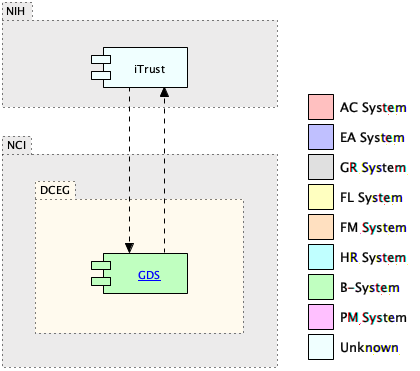 NIH
iTrust
NCI
DCEG
GDS
AC System
EA System
GR System
FL System
FM System
HR System
B-System
PM System
Unknown